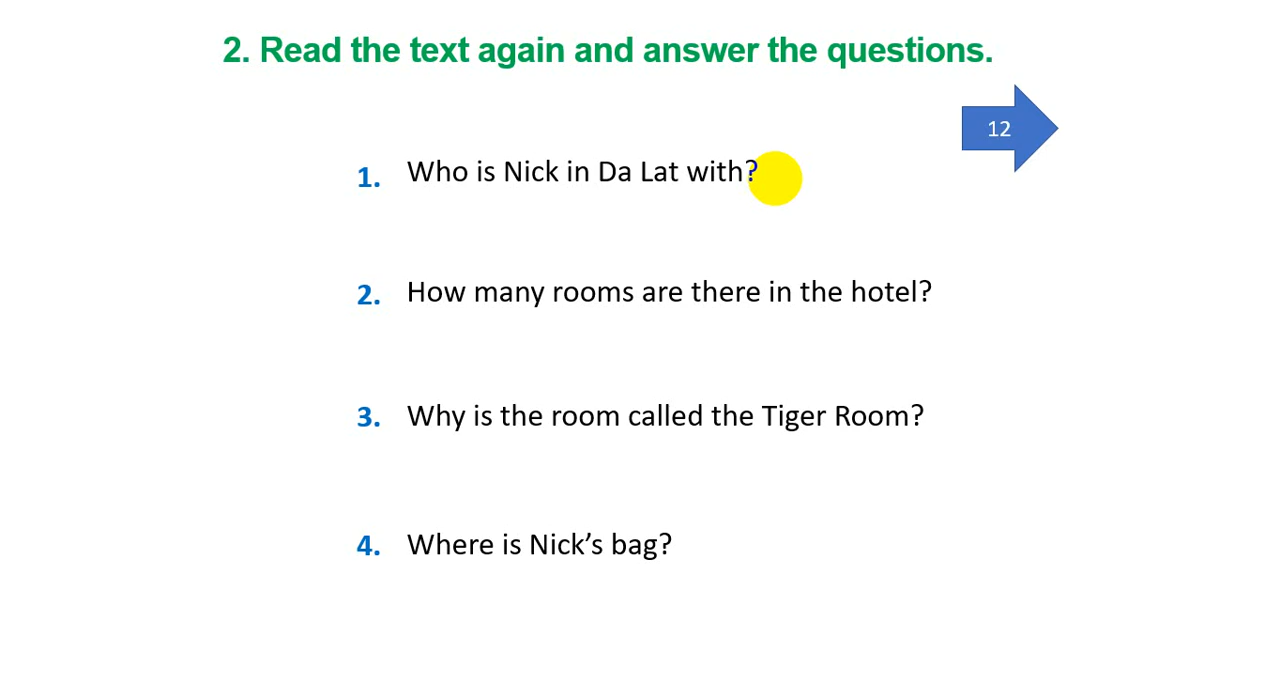 2. Read the text again and answer the questions.
12
1. Who is Nick in Da Lat with?
2. How many rooms are there in the hotel?
3. Why is the room called the Tiger Room?
4. Where is Nick’s bag?